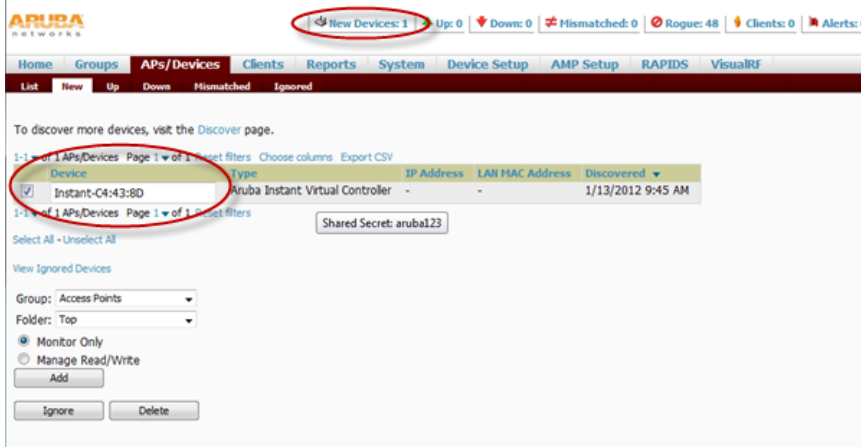 ARUBA
networks
New Devices: 1 Up: 0 Down: 0 Mismatched: 0 Rogue: 48 Clients: 0 Alerts:
Home Groups APs/Devices Clients Reports System Device Setup AMP Setup RAPIDS VisualRF
List New Up Down Mismatched Ignored
To discover more devices, visit the Discover page.
1-1 of 1 APs/Devices Page 1 of 1 Reset filters Choose columns Export CSV
Device Type IP Address LAN MAC Address Discovered
Instant-C4:43:8D Aruba Instant Virtual Controller - - 1/13/2012 9:45 AM
1-1 of 1 APs/Devices Page 1 of 1 Reset filters
Shared Secret: aruba123
Select All - Unselect All
View Ignored Devices
Group: Access Points
Folder: Top
Monitor Only
Manage Read/Write
Add
Ignore Delete